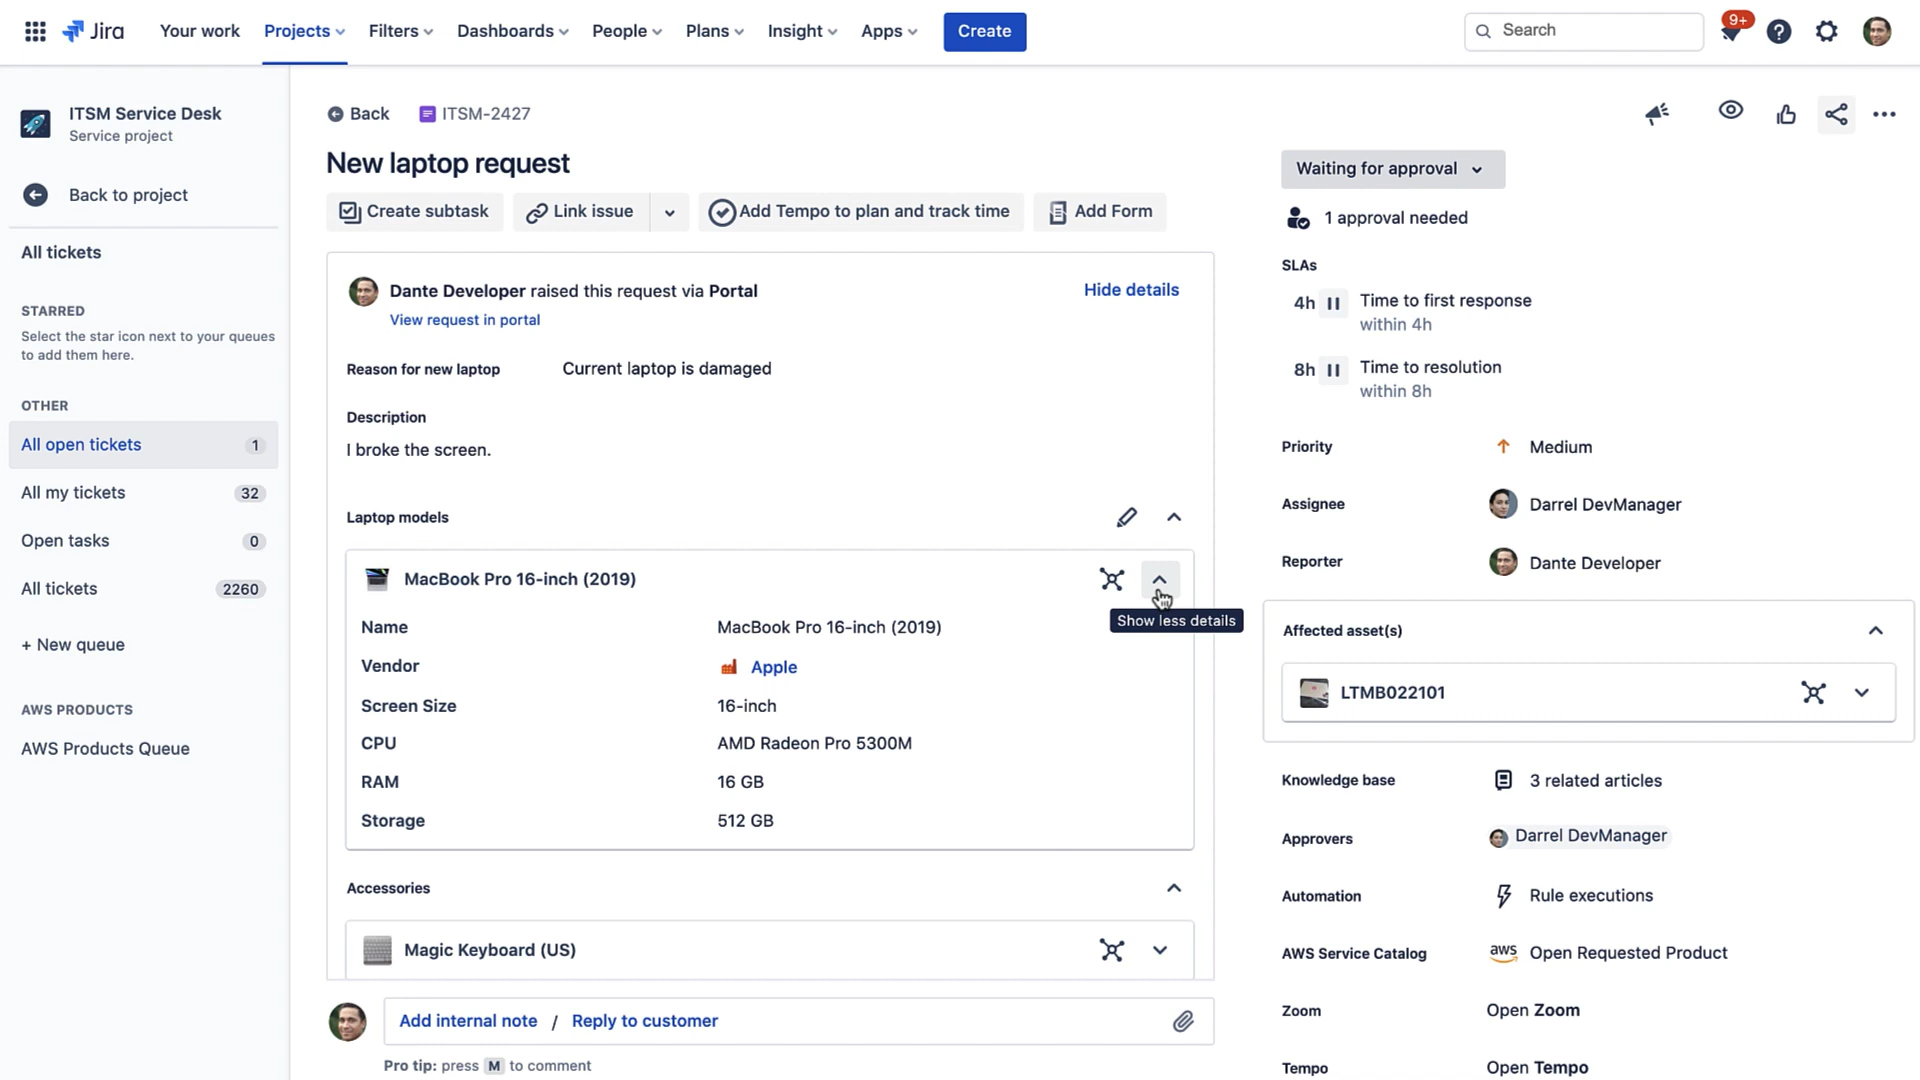 Jira
Your work
Projects
Filters
Dashboards
People
Plans
Insight
Apps
Create
Search
9+
ITSM Service Desk
Service project
Back to project
All tickets
STARRED
Select the star icon next to your queues
to add them here.
OTHER
All open tickets 1
All my tickets 32
Open tasks 0
All tickets 2260
+ New queue
AWS PRODUCTS
AWS Products Queue
Back
ITSM-2427
New laptop request
Create subtask
Link issue
Add Tempo to plan and track time
Add Form
Dante Developer raised this request via Portal
Hide details
View request in portal
Reason for new laptop Current laptop is damaged
Description
I broke the screen.
Laptop models
MacBook Pro 16-inch (2019)
Show less details
Name MacBook Pro 16-inch (2019)
Vendor Apple
Screen Size 16-inch
CPU AMD Radeon Pro 5300M
RAM 16 GB
Storage 512 GB
Accessories
Magic Keyboard (US)
Add internal note / Reply to customer
Pro tip: press M to comment
Waiting for approval
1 approval needed
SLAs
4h Time to first response
within 4h
8h Time to resolution
within 8h
Priority Medium
Assignee Darrel DevManager
Reporter Dante Developer
Affected asset(s)
LTMB022101
Knowledge base 3 related articles
Approvers Darrel DevManager
Automation Rule executions
AWS Service Catalog aws Open Requested Product
Zoom Open Zoom
Tempo Open Tempo